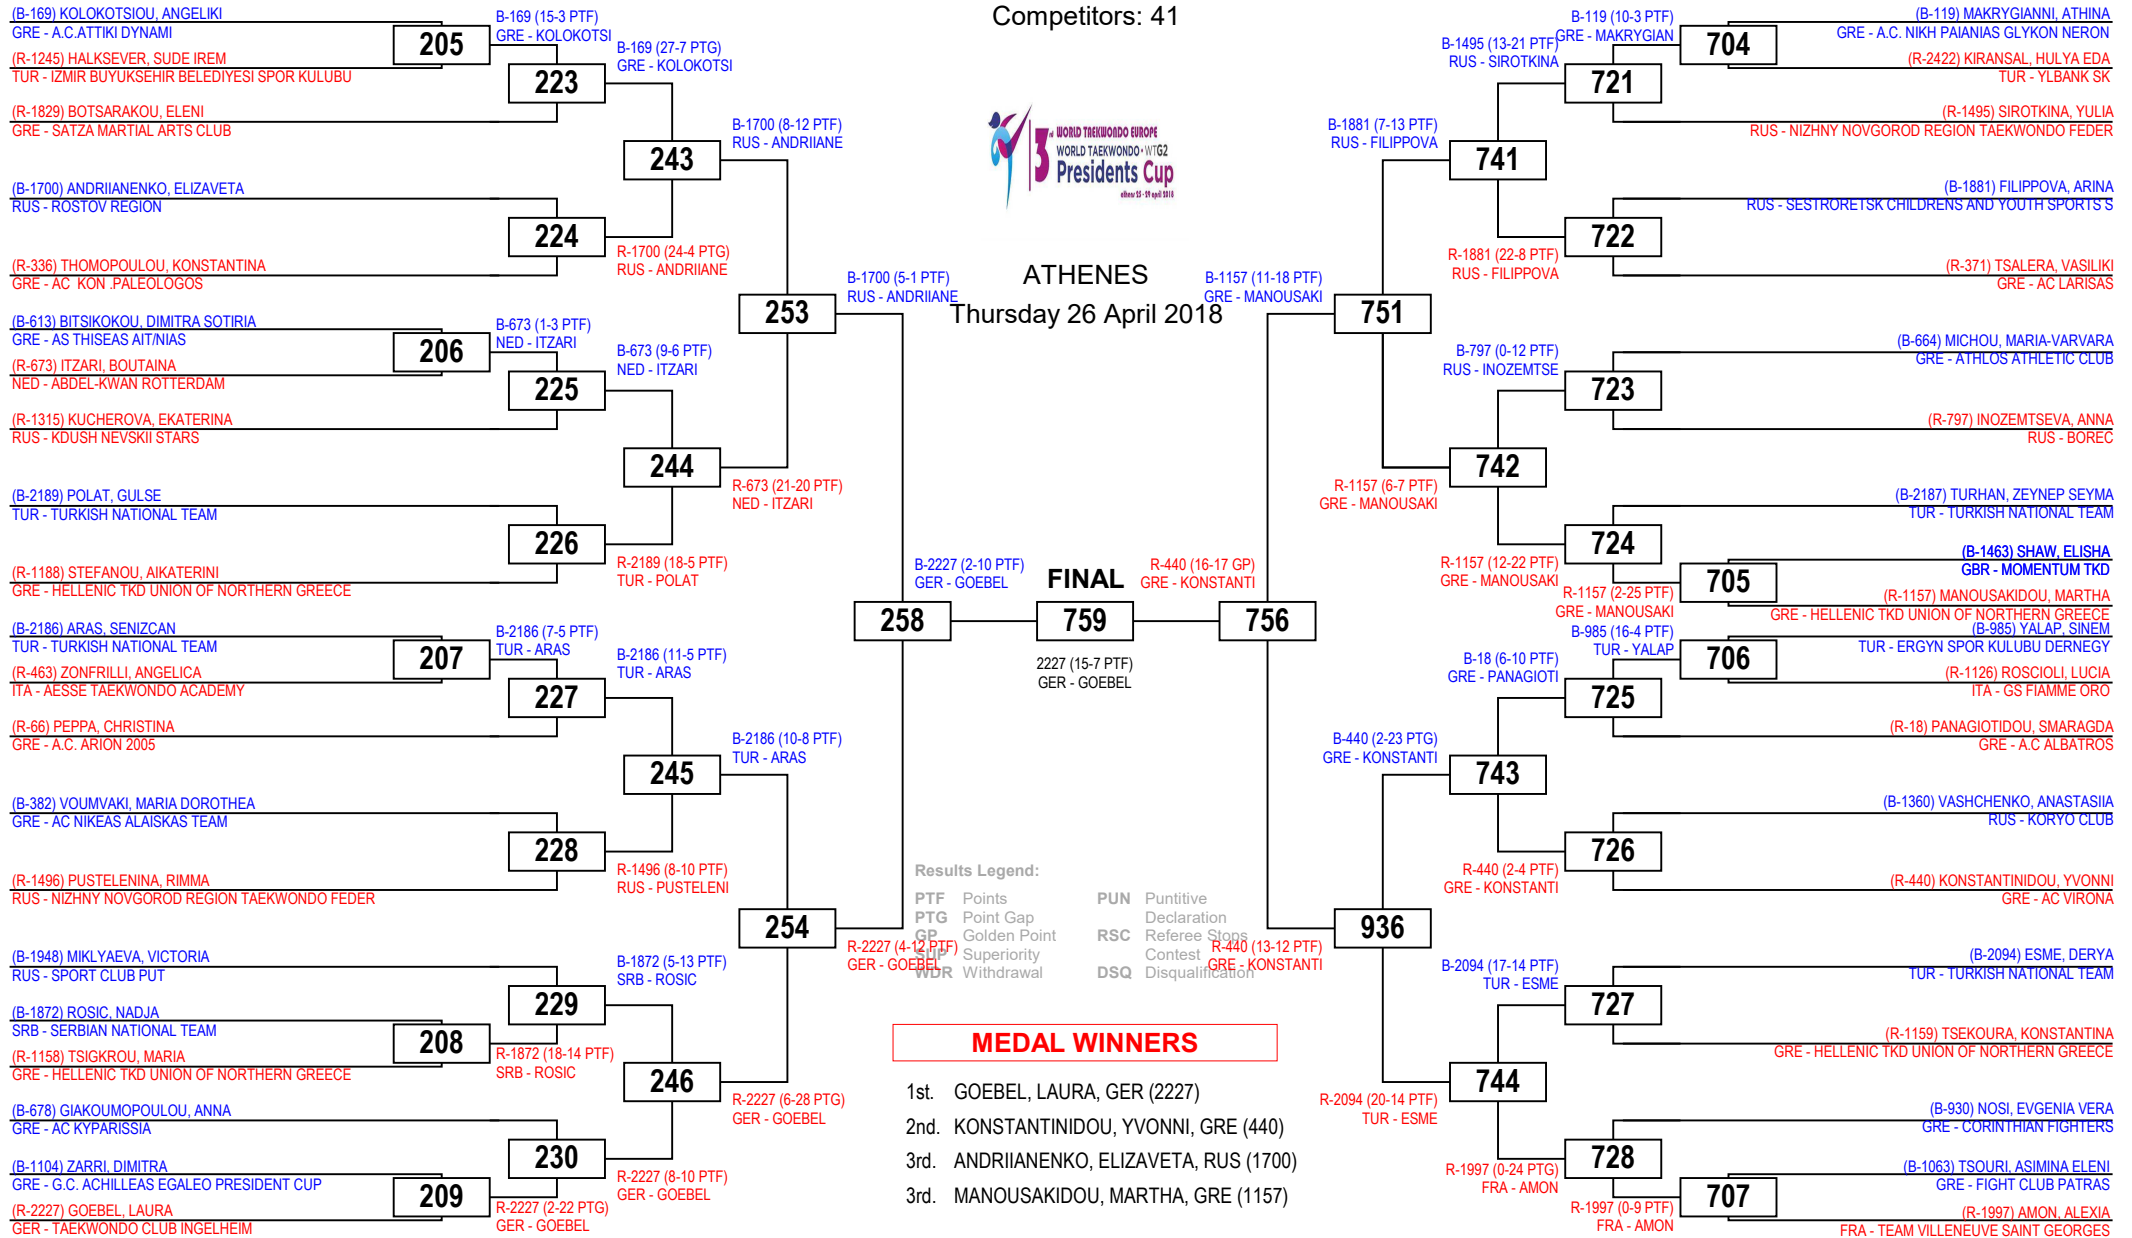 Competitors: 41
3rd WORLD TAEKWONDO EUROPE
WORLD TAEKWONDO • WTG2
Presidents Cup
athens 25 - 29 april 2018
ATHENES
Thursday 26 April 2018
(B-169) KOLOKOTSIOU, ANGELIKI
GRE - A.C.ATTIKI DYNAMI
205
(R-1245) HALKSEVER, SUDE IREM
TUR - IZMIR BUYUKSEHIR BELEDIYESI SPOR KULUBU
B-169 (15-3 PTF)
GRE - KOLOKOTSI
223
(R-1829) BOTSARAKOU, ELENI
GRE - SATZA MARTIAL ARTS CLUB
B-169 (27-7 PTG)
GRE - KOLOKOTSI
243
(B-1700) ANDRIIANENKO, ELIZAVETA
RUS - ROSTOV REGION
224
(R-336) THOMOPOULOU, KONSTANTINA
GRE - AC KON .PALEOLOGOS
R-1700 (24-4 PTG)
RUS - ANDRIIANE
B-1700 (8-12 PTF)
RUS - ANDRIIANE
253
(B-613) BITSIKOKOU, DIMITRA SOTIRIA
GRE - AS THISEAS AIT/NIAS
206
(R-673) ITZARI, BOUTAINA
NED - ABDEL-KWAN ROTTERDAM
B-673 (1-3 PTF)
NED - ITZARI
225
(R-1315) KUCHEROVA, EKATERINA
RUS - KDUSH NEVSKII STARS
B-673 (9-6 PTF)
NED - ITZARI
244
(B-2189) POLAT, GULSE
TUR - TURKISH NATIONAL TEAM
226
(R-1188) STEFANOU, AIKATERINI
GRE - HELLENIC TKD UNION OF NORTHERN GREECE
R-2189 (18-5 PTF)
TUR - POLAT
R-673 (21-20 PTF)
NED - ITZARI
B-1700 (5-1 PTF)
RUS - ANDRIIANE
258
(B-2186) ARAS, SENIZCAN
TUR - TURKISH NATIONAL TEAM
207
(R-463) ZONFRILLI, ANGELICA
ITA - AESSE TAEKWONDO ACADEMY
B-2186 (7-5 PTF)
TUR - ARAS
227
(R-66) PEPPA, CHRISTINA
GRE - A.C. ARION 2005
B-2186 (11-5 PTF)
TUR - ARAS
245
(B-382) VOUMVAKI, MARIA DOROTHEA
GRE - AC NIKEAS ALAISKAS TEAM
228
(R-1496) PUSTELENINA, RIMMA
RUS - NIZHNY NOVGOROD REGION TAEKWONDO FEDER
R-1496 (8-10 PTF)
RUS - PUSTELENI
B-2186 (10-8 PTF)
TUR - ARAS
254
(B-1948) MIKLYAEVA, VICTORIA
RUS - SPORT CLUB PUT
229
(B-1872) ROSIC, NADJA
SRB - SERBIAN NATIONAL TEAM
208
(R-1158) TSIGKROU, MARIA
GRE - HELLENIC TKD UNION OF NORTHERN GREECE
R-1872 (18-14 PTF)
SRB - ROSIC
B-1872 (5-13 PTF)
SRB - ROSIC
246
(B-678) GIAKOUMOPOULOU, ANNA
GRE - AC KYPARISSIA
230
(B-1104) ZARRI, DIMITRA
GRE - G.C. ACHILLEAS EGALEO PRESIDENT CUP
209
(R-2227) GOEBEL, LAURA
GER - TAEKWONDO CLUB INGELHEIM
R-2227 (2-22 PTG)
GER - GOEBEL
R-2227 (8-10 PTF)
GER - GOEBEL
R-2227 (6-28 PTG)
GER - GOEBEL
R-2227 (4-12 PTF)
GER - GOEBEL
B-2227 (2-10 PTF)
GER - GOEBEL
FINAL
759
2227 (15-7 PTF)
GER - GOEBEL
R-440 (16-17 GP)
GRE - KONSTANTI
756
B-1157 (11-18 PTF)
GRE - MANOUSAKI
751
B-1881 (7-13 PTF)
RUS - FILIPPOVA
741
B-1495 (13-21 PTF)
RUS - SIROTKINA
721
B-119 (10-3 PTF)
GRE - MAKRYGIAN
704
(B-119) MAKRYGIANNI, ATHINA
GRE - A.C. NIKH PAIANIAS GLYKON NERON
(R-2422) KIRANSAL, HULYA EDA
TUR - YLBANK SK
(R-1495) SIROTKINA, YULIA
RUS - NIZHNY NOVGOROD REGION TAEKWONDO FEDER
(B-1881) FILIPPOVA, ARINA
RUS - SESTRORETSK CHILDRENS AND YOUTH SPORTS S
722
R-1881 (22-8 PTF)
RUS - FILIPPOVA
(R-371) TSALERA, VASILIKI
GRE - AC LARISAS
(B-664) MICHOU, MARIA-VARVARA
GRE - ATHLOS ATHLETIC CLUB
B-797 (0-12 PTF)
RUS - INOZEMTSE
723
(R-797) INOZEMTSEVA, ANNA
RUS - BOREC
742
R-1157 (6-7 PTF)
GRE - MANOUSAKI
(B-2187) TURHAN, ZEYNEP SEYMA
TUR - TURKISH NATIONAL TEAM
724
R-1157 (12-22 PTF)
GRE - MANOUSAKI
(B-1463) SHAW, ELISHA
GBR - MOMENTUM TKD
705
R-1157 (2-25 PTF)
GRE - MANOUSAKI
(R-1157) MANOUSAKIDOU, MARTHA
GRE - HELLENIC TKD UNION OF NORTHERN GREECE
(B-985) YALAP, SINEM
TUR - ERGYN SPOR KULUBU DERNEGY
B-985 (16-4 PTF)
TUR - YALAP
706
(R-1126) ROSCIOLI, LUCIA
ITA - GS FIAMME ORO
B-18 (6-10 PTF)
GRE - PANAGIOTI
725
(R-18) PANAGIOTIDOU, SMARAGDA
GRE - A.C ALBATROS
B-440 (2-23 PTG)
GRE - KONSTANTI
743
(B-1360) VASHCHENKO, ANASTASIIA
RUS - KORYO CLUB
726
R-440 (2-4 PTF)
GRE - KONSTANTI
(R-440) KONSTANTINIDOU, YVONNI
GRE - AC VIRONA
936
R-440 (13-12 PTF)
GRE - KONSTANTI
(B-2094) ESME, DERYA
TUR - TURKISH NATIONAL TEAM
B-2094 (17-14 PTF)
TUR - ESME
727
(R-1159) TSEKOURA, KONSTANTINA
GRE - HELLENIC TKD UNION OF NORTHERN GREECE
744
R-2094 (20-14 PTF)
TUR - ESME
(B-930) NOSI, EVGENIA VERA
GRE - CORINTHIAN FIGHTERS
728
R-1997 (0-24 PTG)
FRA - AMON
(B-1063) TSOURI, ASIMINA ELENI
GRE - FIGHT CLUB PATRAS
707
R-1997 (0-9 PTF)
FRA - AMON
(R-1997) AMON, ALEXIA
FRA - TEAM VILLENEUVE SAINT GEORGES
Results Legend:
PTF Points
PTG Point Gap
GP Golden Point
SUP Superiority
WDR Withdrawal
PUN Puntitive
Declaration
RSC Referee Stops
Contest
DSQ Disqualification
MEDAL WINNERS
1st. GOEBEL, LAURA, GER (2227)
2nd. KONSTANTINIDOU, YVONNI, GRE (440)
3rd. ANDRIIANENKO, ELIZAVETA, RUS (1700)
3rd. MANOUSAKIDOU, MARTHA, GRE (1157)